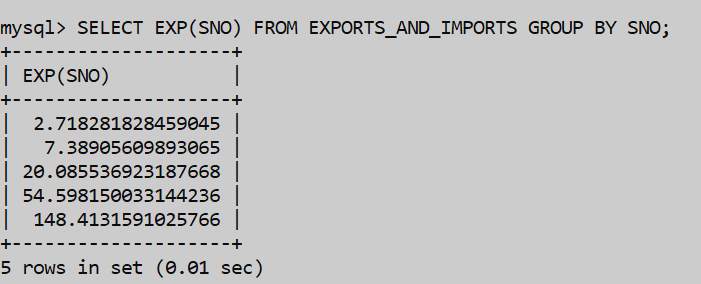 mysql> SELECT EXP(SNO) FROM EXPORTS_AND_IMPORTS GROUP BY SNO;
+--------------------+
| EXP(SNO)           |
+--------------------+
|  2.718281828459045 |
|   7.38905609893065 |
| 20.085536923187668 |
| 54.598150033144236 |
|  148.4131591025766 |
+--------------------+
5 rows in set (0.01 sec)